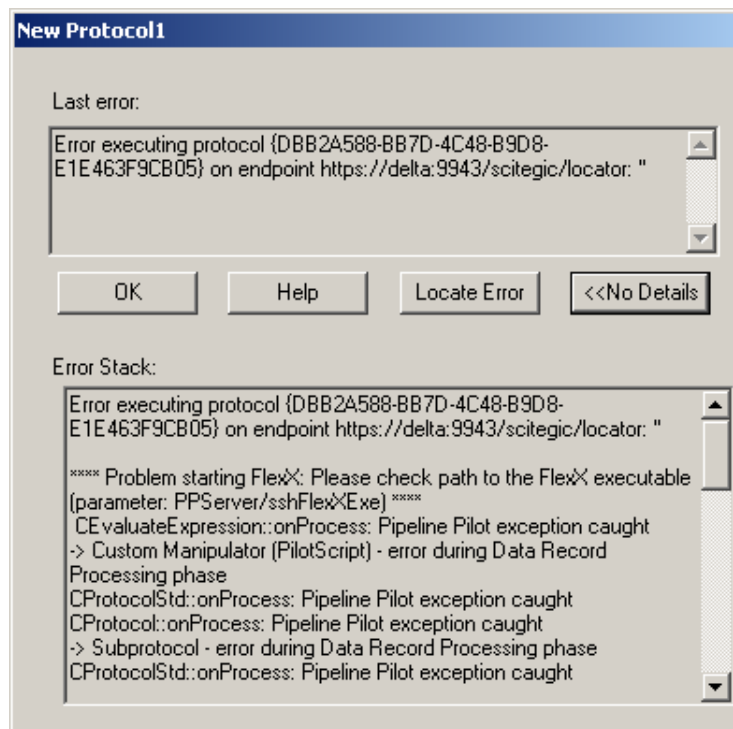 New Protocol1
Last error:
Error executing protocol {DBB2A588-BB7D-4C48-B9D8-
E1E463F9CB05} on endpoint https://delta:9943/scitegic/locator: "
OK
Help
Locate Error
<<No Details
Error Stack:
Error executing protocol {DBB2A588-BB7D-4C48-B9D8-
E1E463F9CB05} on endpoint https://delta:9943/scitegic/locator: "
**** Problem starting FlexX: Please check path to the FlexX executable
(parameter: PPServer/sshFlexXExe) ****
CEvaluateExpression::onProcess: Pipeline Pilot exception caught
-> Custom Manipulator (PilotScript) - error during Data Record
Processing phase
CProtocolStd::onProcess: Pipeline Pilot exception caught
CProtocol::onProcess: Pipeline Pilot exception caught
-> Subprotocol - error during Data Record Processing phase
CProtocolStd::onProcess: Pipeline Pilot exception caught